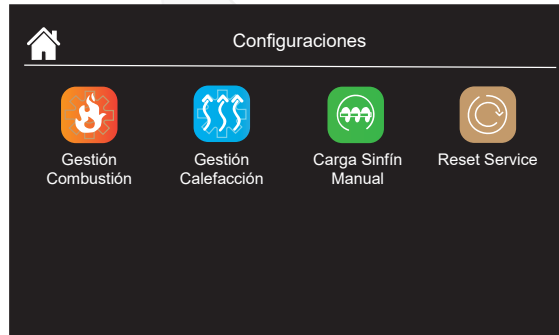 Configuraciones
Gestión
Combustión
Gestión
Calefacción
Carga Sinfín
Manual
Reset Service